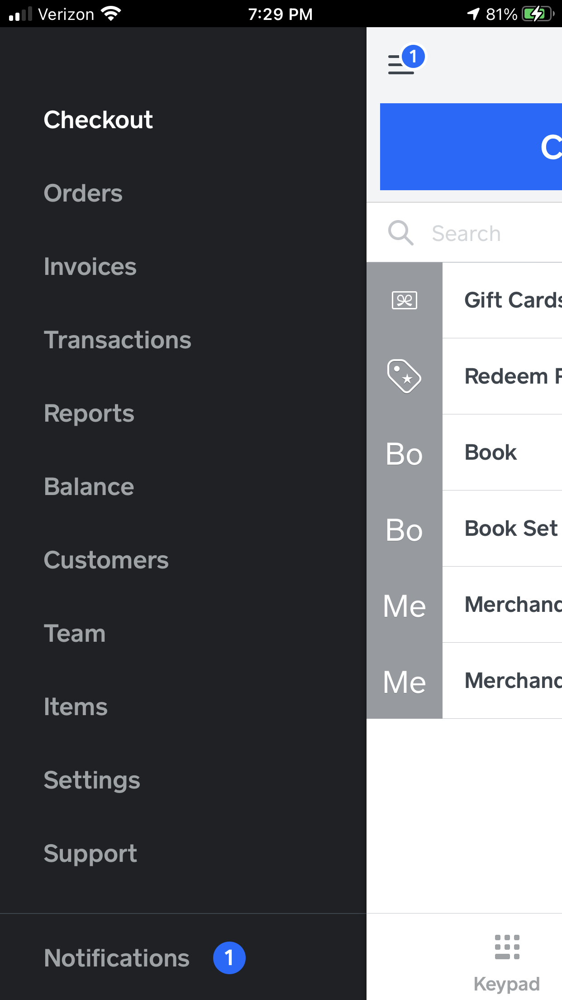 Verizon 7:29 PM 81%
Checkout
Orders
Invoices
Transactions
Reports
Balance
Customers
Team
Items
Settings
Support
Notifications 1
1
C
Search
Gift Cards
Redeem
Bo Book
Bo Book Set
Me Merchand
Me Merchand
Keypad